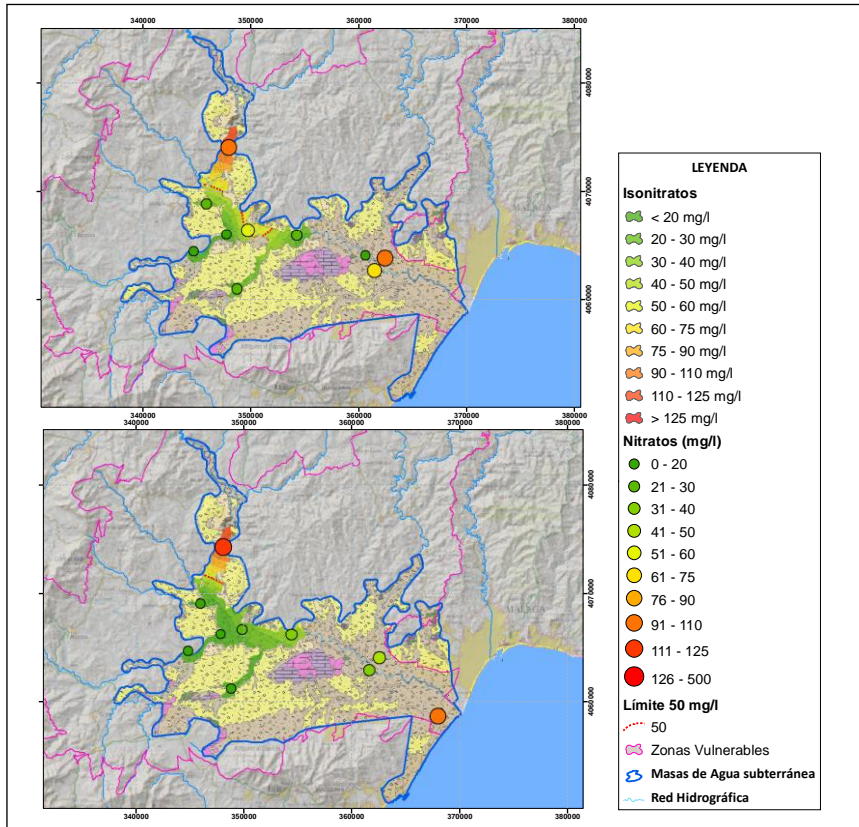 340000 350000 360000 370000 380000
4080000
4070000
4060000
340000 350000 360000 370000
340000 350000 360000 370000 380000
4080000
4070000
4060000
340000 350000 360000 370000 380000
MALAGA
LEYENDA
Isonitratos
< 20 mg/l
20 - 30 mg/l
30 - 40 mg/l
40 - 50 mg/l
50 - 60 mg/l
60 - 75 mg/l
75 - 90 mg/l
90 - 110 mg/l
110 - 125 mg/l
> 125 mg/l
Nitratos (mg/l)
0 - 20
21 - 30
31 - 40
41 - 50
51 - 60
61 - 75
76 - 90
91 - 110
111 - 125
126 - 500
Límite 50 mg/l
50
Zonas Vulnerables
Masas de Agua subterránea
Red Hidrográfica